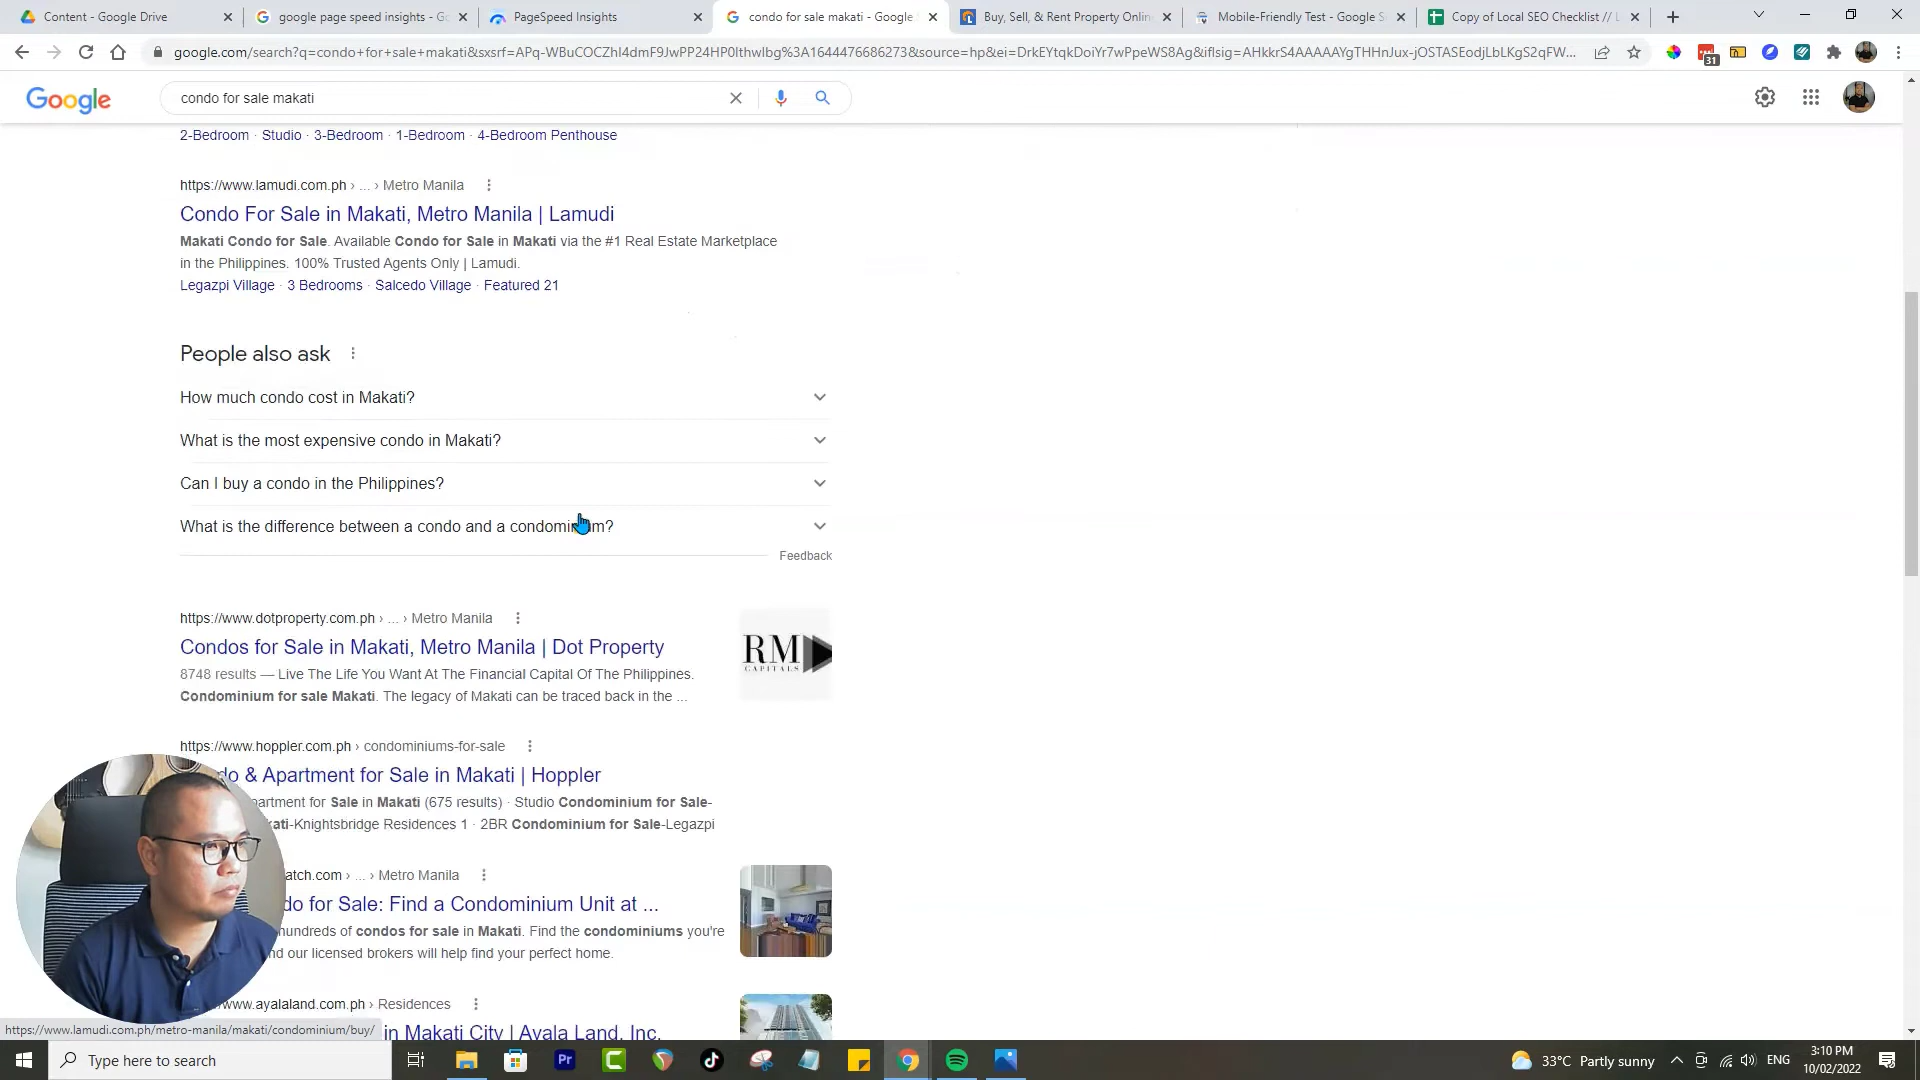 Content - Google Drive
google page speed insights - Go
PageSpeed Insights
condo for sale makati - Google
Buy, Sell, & Rent Property Onlin
Mobile-Friendly Test - Google S
Copy of Local SEO Checklist // L
google.com/search?q=condo+for+sale+makati&sxsrf=APq-WBuCOCZhI4dmF9JwPP24HP0lthwlbg%3A1644476686273&source=hp&ei=DrkEYtqkDoiYr7wPpeWS8Ag&iflsig=AHkkrS4AAAAAYgTHHnJux-jOSTASEodjLbLKgS2qFW...
31
Google
condo for sale makati
2-Bedroom · Studio · 3-Bedroom · 1-Bedroom · 4-Bedroom Penthouse
https://www.lamudi.com.ph › ... › Metro Manila
Condo For Sale in Makati, Metro Manila | Lamudi
Makati Condo for Sale. Available Condo for Sale in Makati via the #1 Real Estate Marketplace
in the Philippines. 100% Trusted Agents Only | Lamudi.
Legazpi Village · 3 Bedrooms · Salcedo Village · Featured 21
People also ask
How much condo cost in Makati?
What is the most expensive condo in Makati?
Can I buy a condo in the Philippines?
What is the difference between a condo and a condominium?
Feedback
https://www.dotproperty.com.ph › ... › Metro Manila
Condos for Sale in Makati, Metro Manila | Dot Property
8748 results — Live The Life You Want At The Financial Capital Of The Philippines.
Condominium for sale Makati. The legacy of Makati can be traced back in the ...
RM
CAPITALS
https://www.hoppler.com.ph › condominiums-for-sale
do & Apartment for Sale in Makati | Hoppler
partment for Sale in Makati (675 results) · Studio Condominium for Sale-
kati-Knightsbridge Residences 1 · 2BR Condominium for Sale-Legazpi
atch.com › ... › Metro Manila
do for Sale: Find a Condominium Unit at ...
hundreds of condos for sale in Makati. Find the condominiums you're
nd our licensed brokers will help find your perfect home.
www.ayalaland.com.ph › Residences
in Makati City | Ayala Land, Inc.
https://www.lamudi.com.ph/metro-manila/makati/condominium/buy/
Type here to search
Pr
33°C Partly sunny
ENG
3:10 PM
10/02/2022